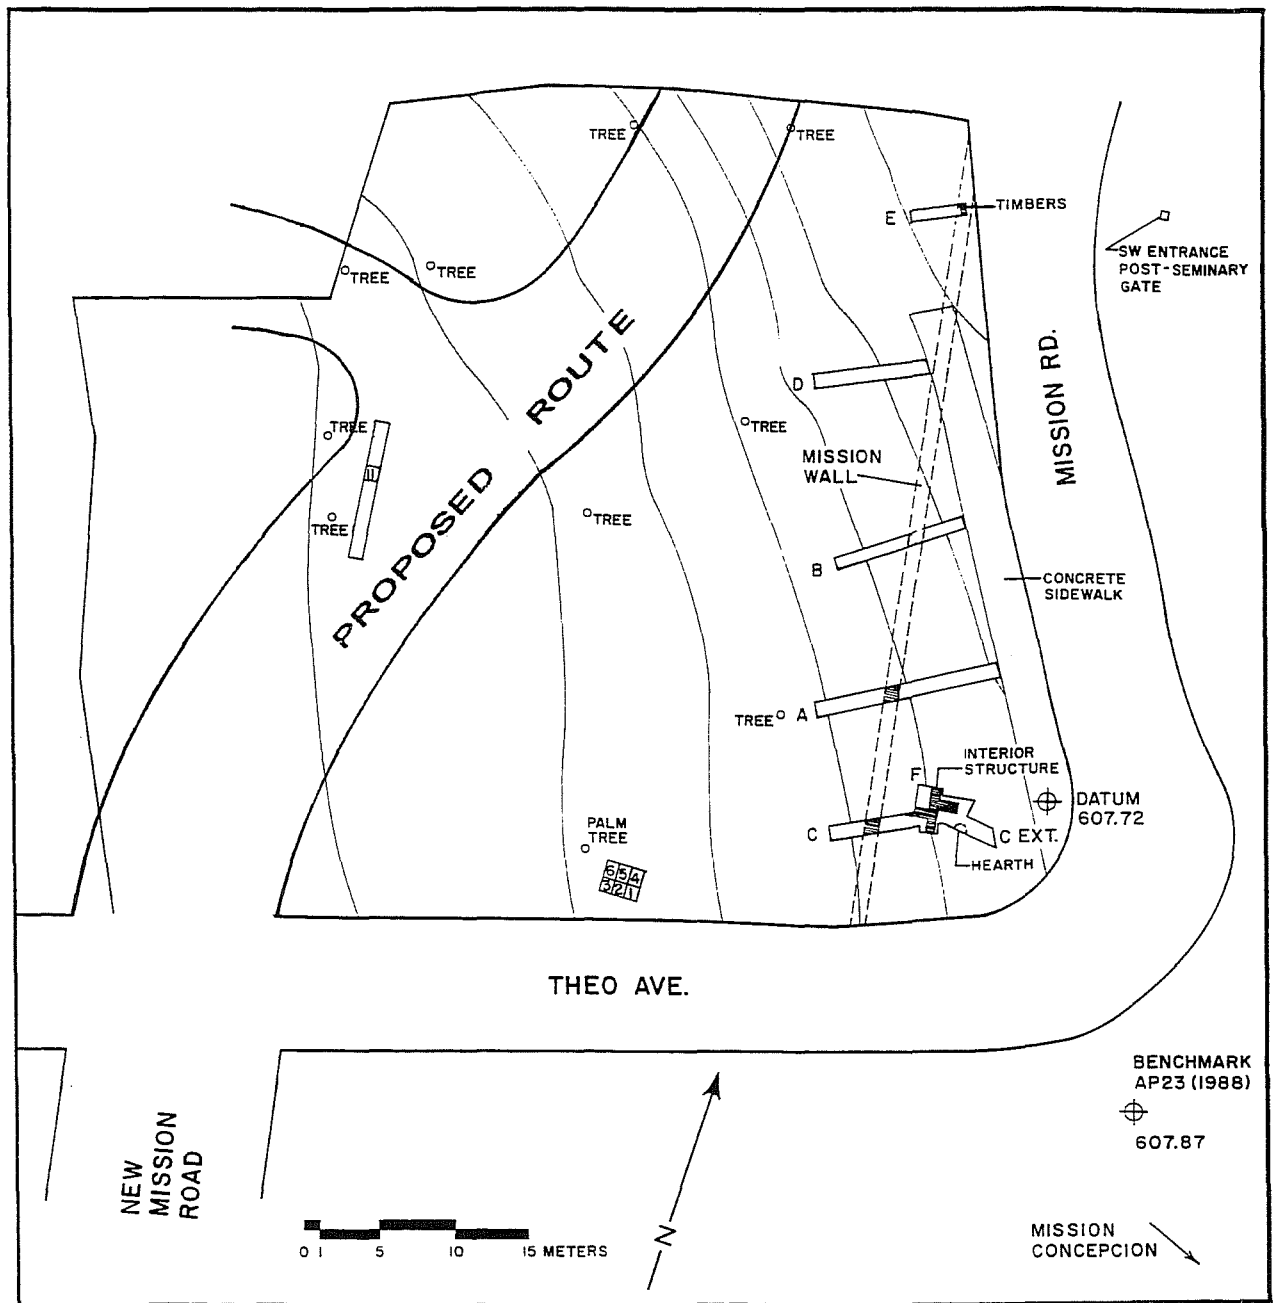 TREE
TREE
E
TIMBERS
SW ENTRANCE
POST-SEMINARY
GATE
TREE
TREE
PROPOSED ROUTE
MISSION RD.
D
TREE
TREE
MISSION
WALL
11
TREE
TREE
B
CONCRETE
SIDEWALK
TREE
A
INTERIOR
STRUCTURE
F
DATUM
607.72
PALM
TREE
C
C EXT.
HEARTH
6 5 4
3 2 1
THEO AVE.
BENCHMARK
AP23 (1988)
607.87
NEW
MISSION
ROAD
0 1 5 10 15 METERS
N
MISSION
CONCEPCION